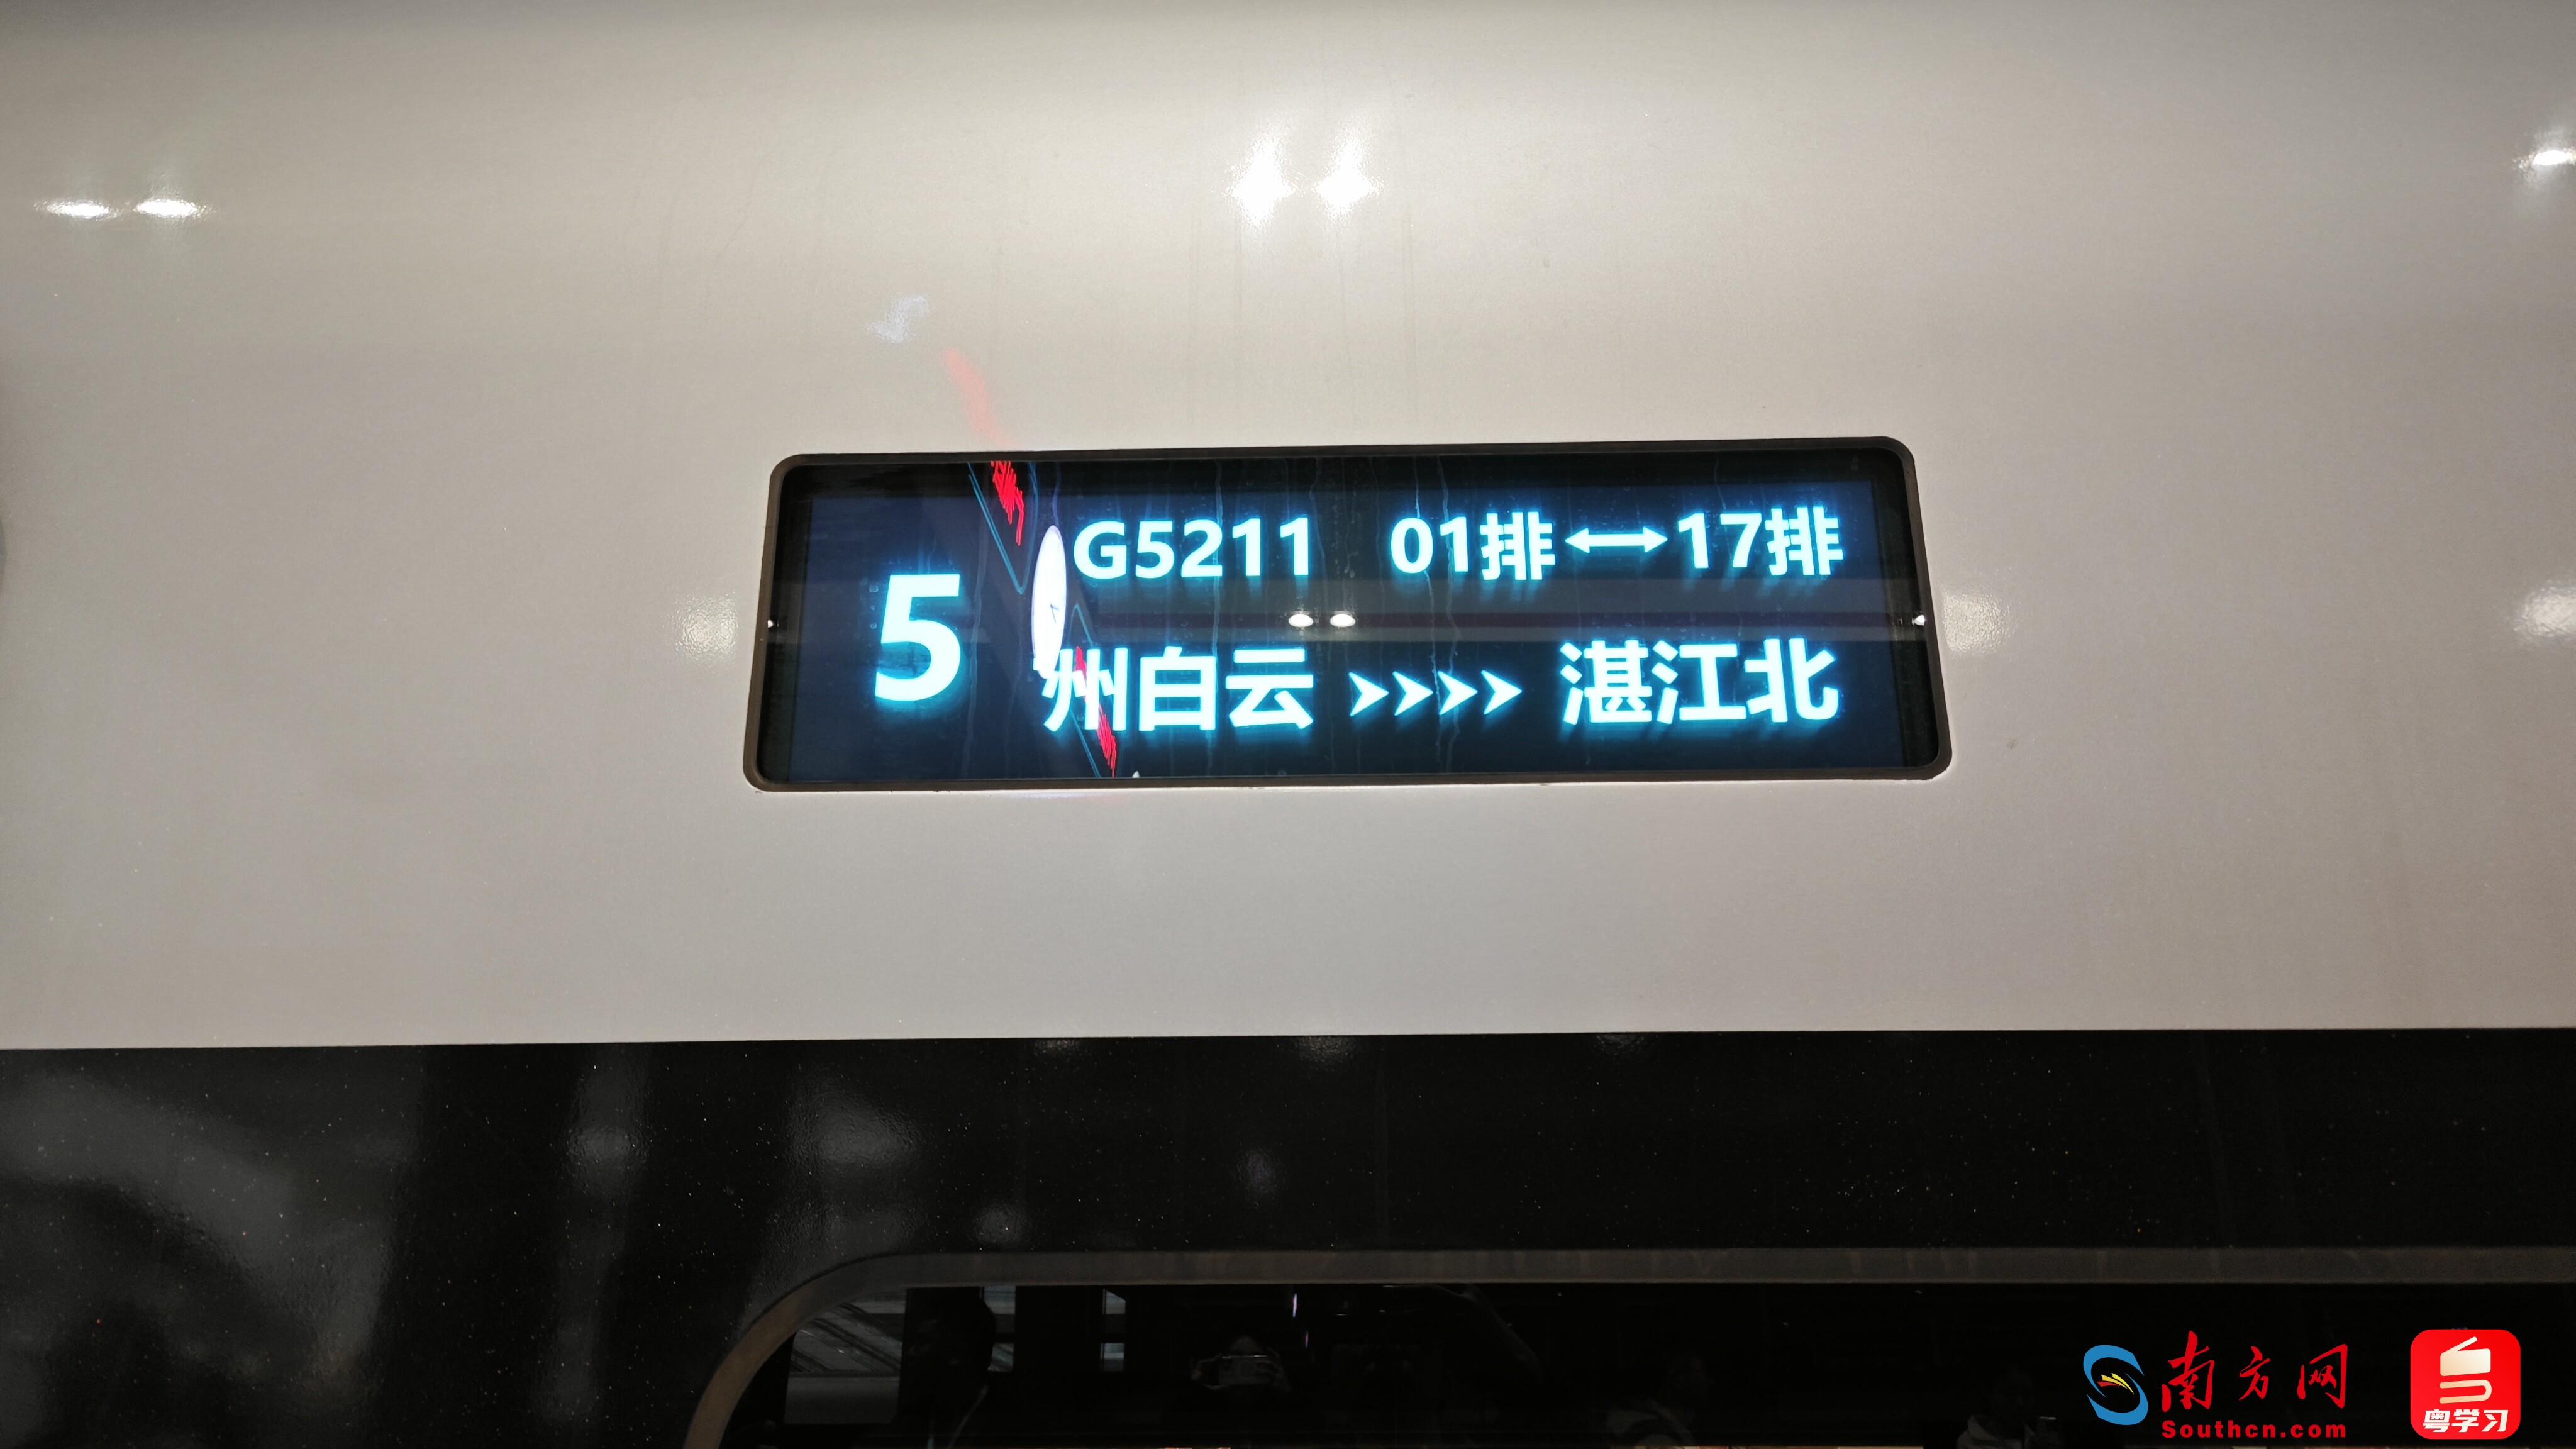 5
G5211 01排↔17排
州白云 >>>> 湛江北
南方网
Southcn.com
粤学习